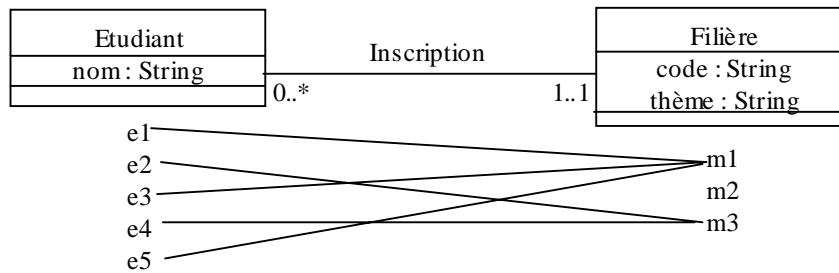 Etudiant
nom : String
Inscription
0..*
1..1
Filière
code : String
thème : String
e1
e2
e3
e4
e5
m1
m2
m3